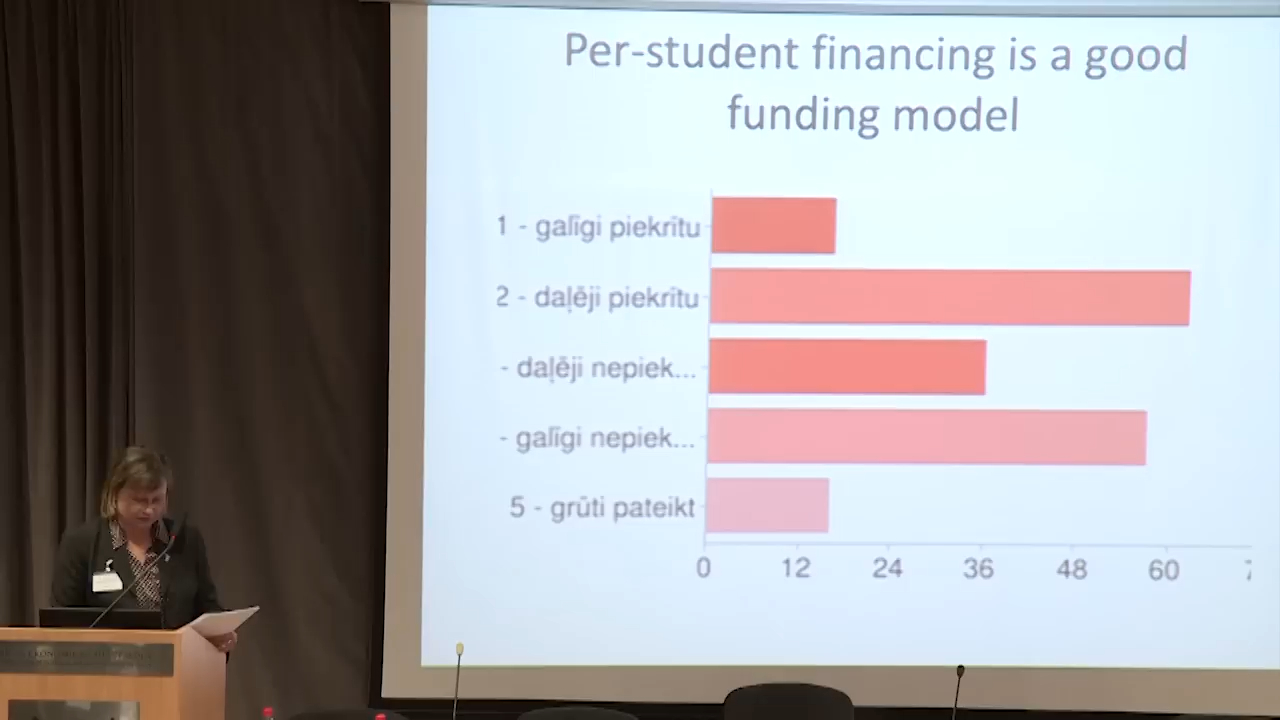 Per-student financing is a good
funding model
1 - galīgi piekrītu
2 - daļēji piekrītu
- daļēji nepiek...
- galīgi nepiek...
5 - grūti pateikt
0 12 24 36 48 60